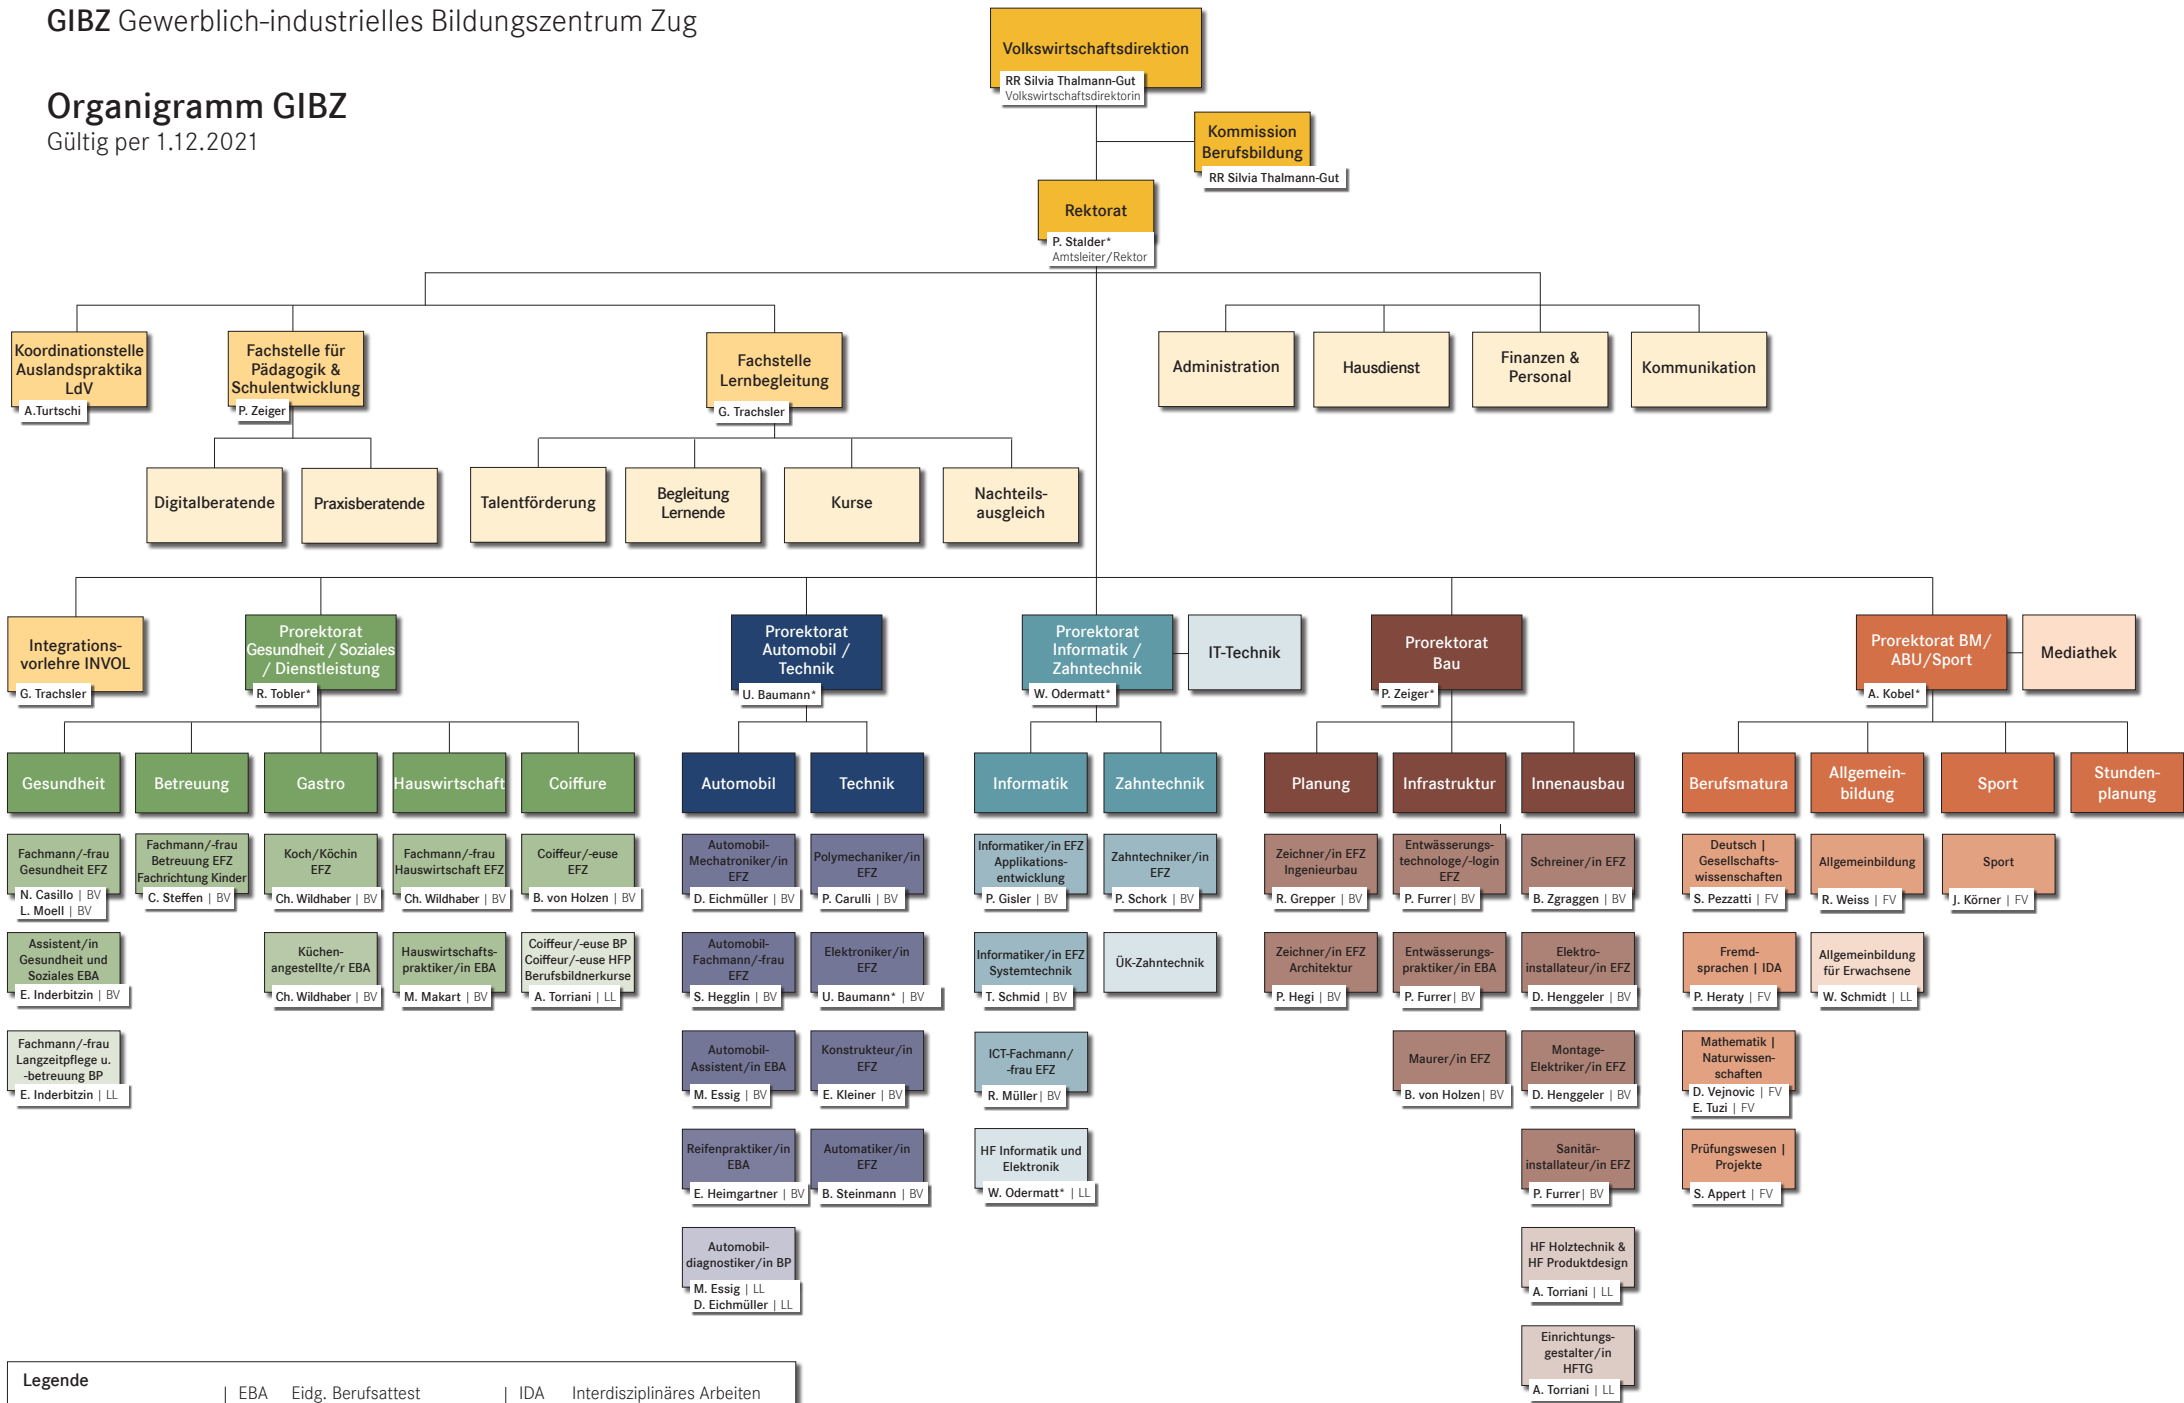 GIBZ Gewerblich-industrielles Bildungszentrum Zug
Organigramm GIBZ
Gültig per 1.12.2021
Volkswirtschaftsdirektion
RR Silvia Thalmann-Gut
Volkswirtschaftsdirektorin
Kommission
Berufsbildung
RR Silvia Thalmann-Gut
Rektorat
P. Stalder*
Amtsleiter/Rektor
Koordinationstelle
Auslandspraktika
LdV
A.Turtschi
Fachstelle für
Pädagogik &
Schulentwicklung
P. Zeiger
Fachstelle
Lernbegleitung
G. Trachsler
Administration
Hausdienst
Finanzen &
Personal
Kommunikation
Digitalberatende
Praxisberatende
Talentförderung
Begleitung
Lernende
Kurse
Nachteils-
ausgleich
Integrations-
vorlehre INVOL
G. Trachsler
Prorektorat
Gesundheit / Soziales
/ Dienstleistung
R. Tobler*
Prorektorat
Automobil /
Technik
U. Baumann*
Prorektorat
Informatik /
Zahntechnik
W. Odermatt*
IT-Technik
Prorektorat
Bau
P. Zeiger*
Prorektorat BM/
ABU/Sport
A. Kobel*
Mediathek
Gesundheit
Betreuung
Gastro
Hauswirtschaft
Coiffure
Automobil
Technik
Informatik
Zahntechnik
Planung
Infrastruktur
Innenausbau
Berufsmatura
Allgemein-
bildung
Sport
Stunden-
planung
Fachmann/-frau
Gesundheit EFZ
N. Casillo | BV
L. Moell | BV
Fachmann/-frau
Betreuung EFZ
Fachrichtung Kinder
C. Steffen | BV
Koch/Köchin
EFZ
Ch. Wildhaber | BV
Fachmann/-frau
Hauswirtschaft EFZ
Ch. Wildhaber | BV
Coiffeur/-euse
EFZ
B. von Holzen | BV
Automobil-
Mechatroniker/in
EFZ
D. Eichmüller | BV
Polymechaniker/in
EFZ
P. Carulli | BV
Informatiker/in EFZ
Applikations-
entwicklung
P. Gisler | BV
Zahntechniker/in
EFZ
P. Schork | BV
Zeichner/in EFZ
Ingenieurbau
R. Grepper | BV
Entwässerungs-
technologe/-login
EFZ
P. Furrer| BV
Schreiner/in EFZ
B. Zgraggen | BV
Deutsch |
Gesellschafts-
wissenschaften
S. Pezzatti | FV
Allgemeinbildung
R. Weiss | FV
Sport
J. Körner | FV
Assistent/in
Gesundheit und
Soziales EBA
E. Inderbitzin | BV
Küchen-
angestellte/r EBA
Ch. Wildhaber | BV
Hauswirtschafts-
praktiker/in EBA
M. Makart | BV
Coiffeur/-euse BP
Coiffeur/-euse HFP
Berufsbildnerkurse
A. Torriani | LL
Automobil-
Fachmann/-frau
EFZ
S. Hegglin | BV
Elektroniker/in
EFZ
U. Baumann* | BV
Informatiker/in EFZ
Systemtechnik
T. Schmid | BV
ÜK-Zahntechnik
Zeichner/in EFZ
Architektur
P. Hegi | BV
Entwässerungs-
praktiker/in EBA
P. Furrer| BV
Elektro-
installateur/in EFZ
D. Henggeler | BV
Fremd-
sprachen | IDA
P. Heraty | FV
Allgemeinbildung
für Erwachsene
W. Schmidt | LL
Fachmann/-frau
Langzeitpflege u.
-betreuung BP
E. Inderbitzin | LL
Automobil-
Assistent/in EBA
M. Essig | BV
Konstrukteur/in
EFZ
E. Kleiner | BV
ICT-Fachmann/
-frau EFZ
R. Müller| BV
Maurer/in EFZ
B. von Holzen| BV
Montage-
Elektriker/in EFZ
D. Henggeler | BV
Mathematik |
Naturwissen-
schaften
D. Vejnovic | FV
E. Tuzi | FV
Reifenpraktiker/in
EBA
E. Heimgartner | BV
Automatiker/in
EFZ
B. Steinmann | BV
HF Informatik und
Elektronik
W. Odermatt* | LL
Sanitär-
installateur/in EFZ
P. Furrer| BV
Prüfungswesen |
Projekte
S. Appert | FV
Automobil-
diagnostiker/in BP
M. Essig | LL
D. Eichmüller | LL
HF Holztechnik &
HF Produktdesign
A. Torriani | LL
Einrichtungs-
gestalter/in
HFTG
A. Torriani | LL
Legende
| EBA Eidg. Berufsattest | IDA Interdisziplinäres Arbeiten